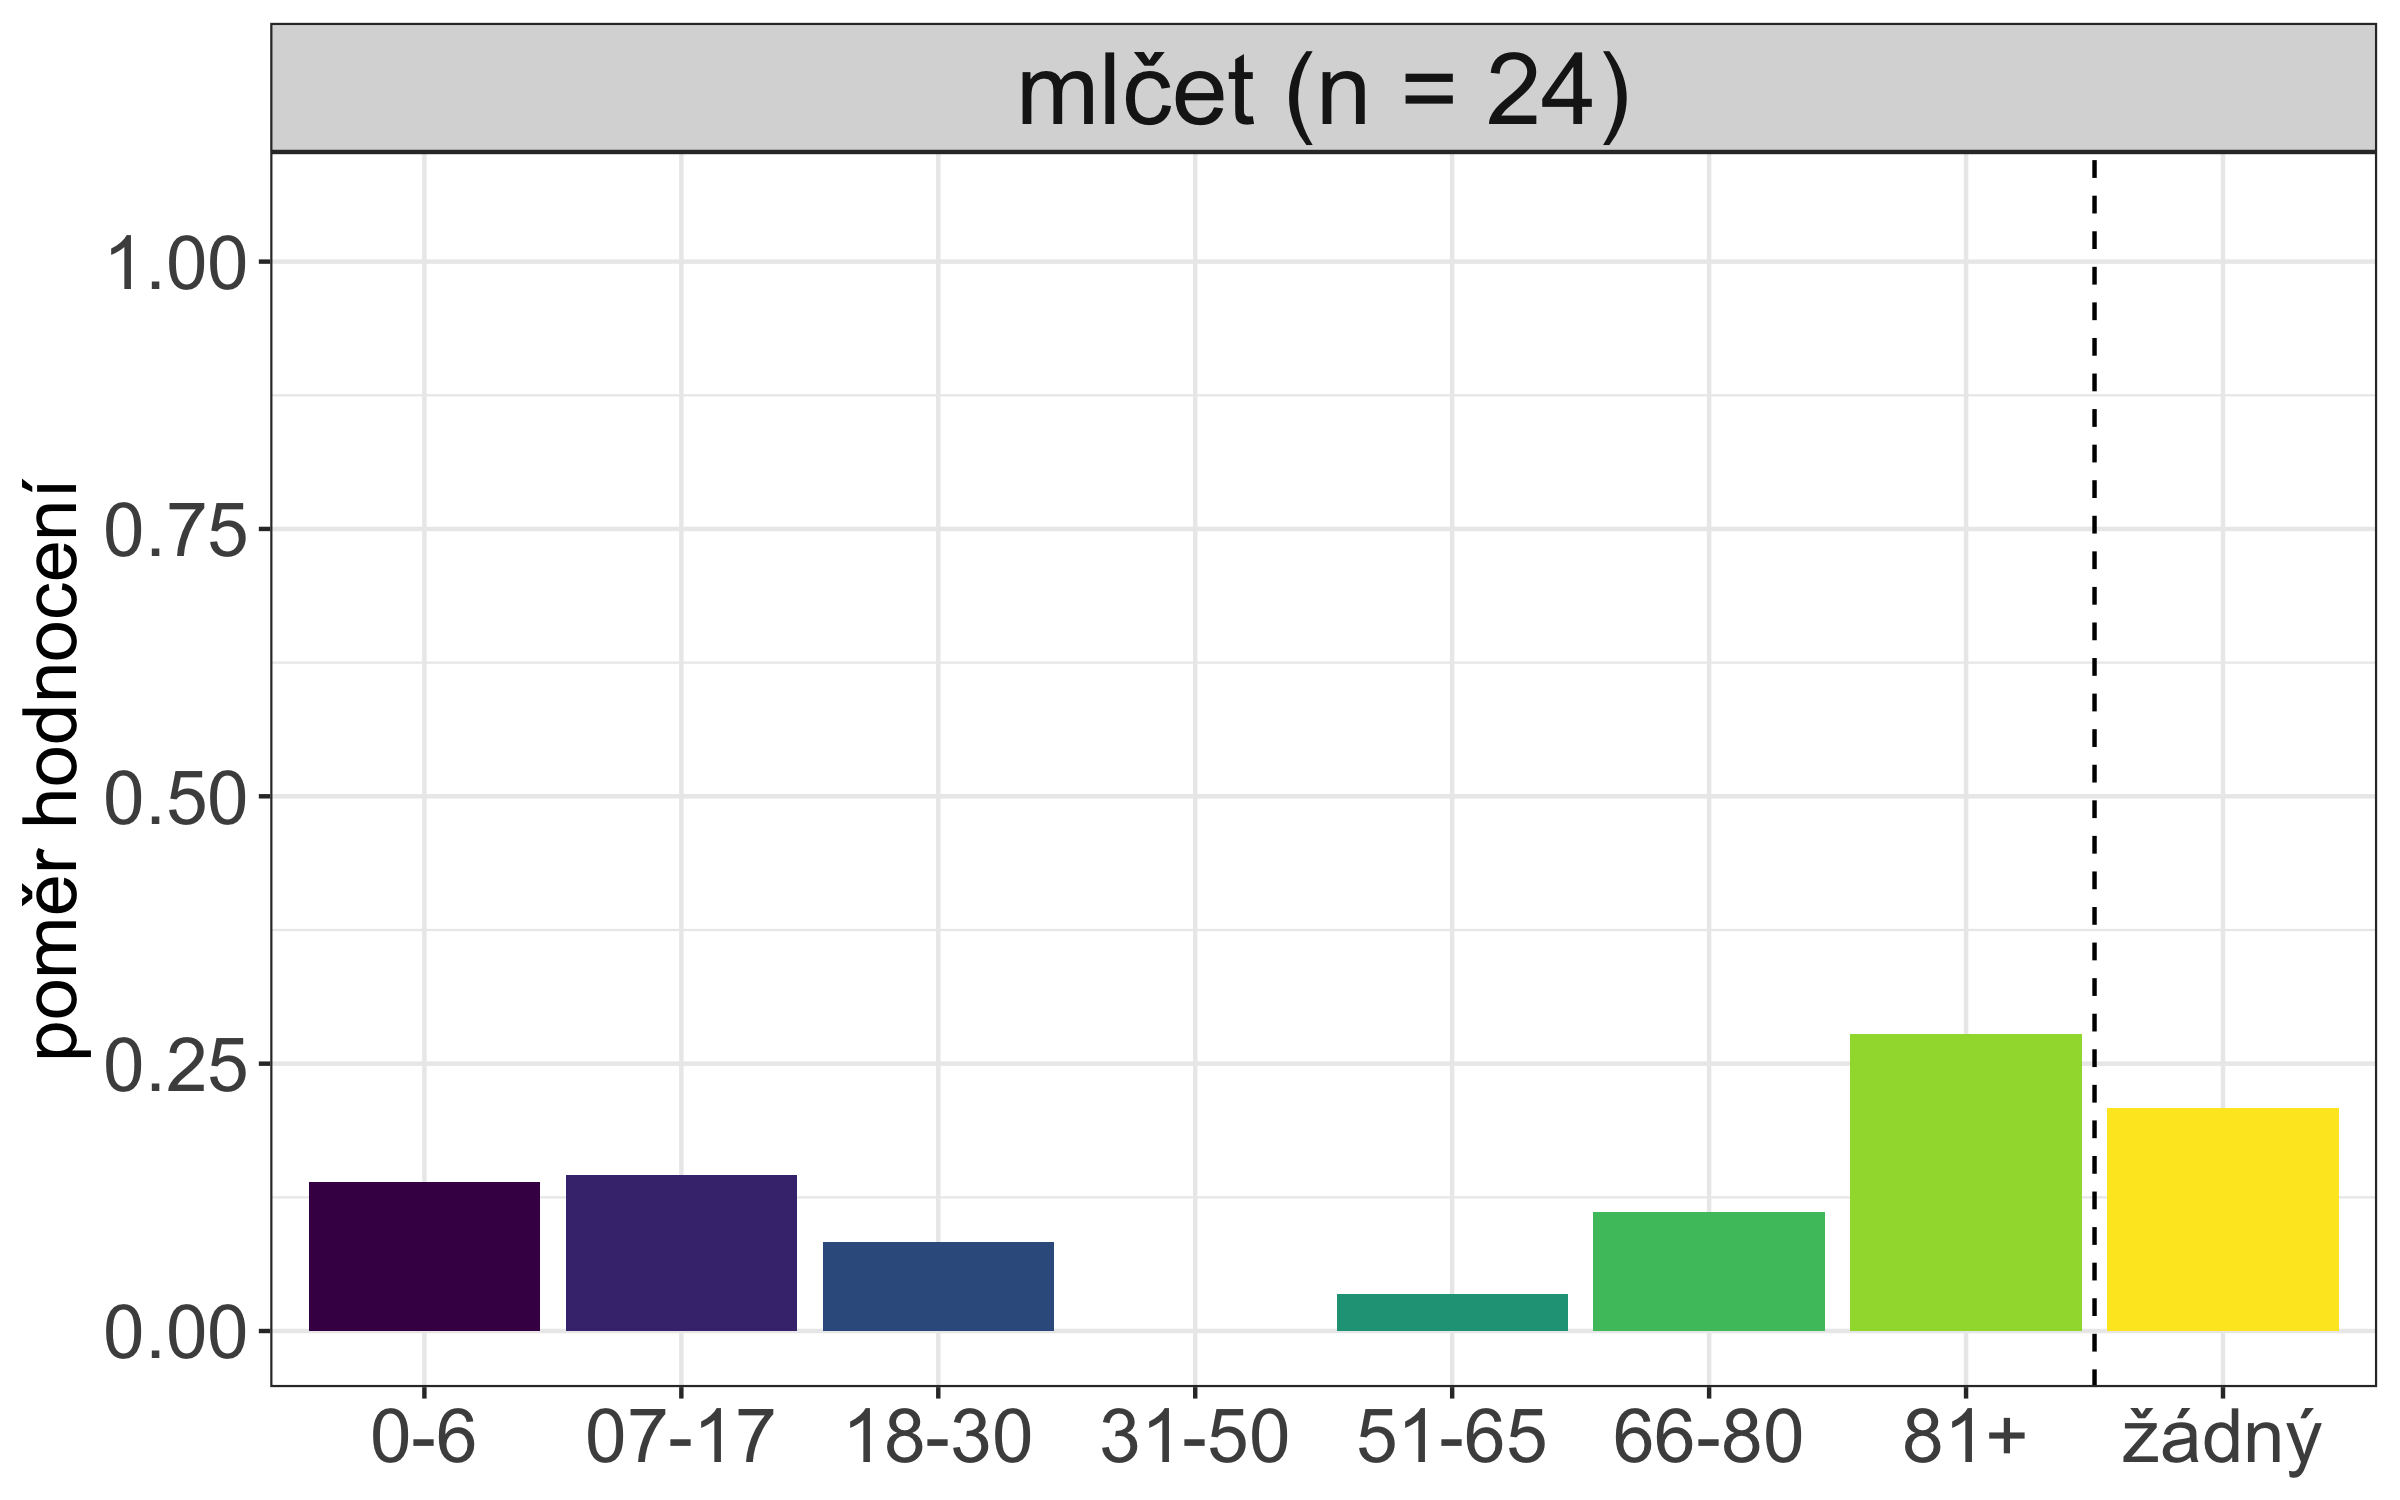 mlčet (n = 24)
poměr hodnocení
1.00
0.75
0.50
0.25
0.00
0-6 07-17 18-30 31-50 51-65 66-80 81+ žádný